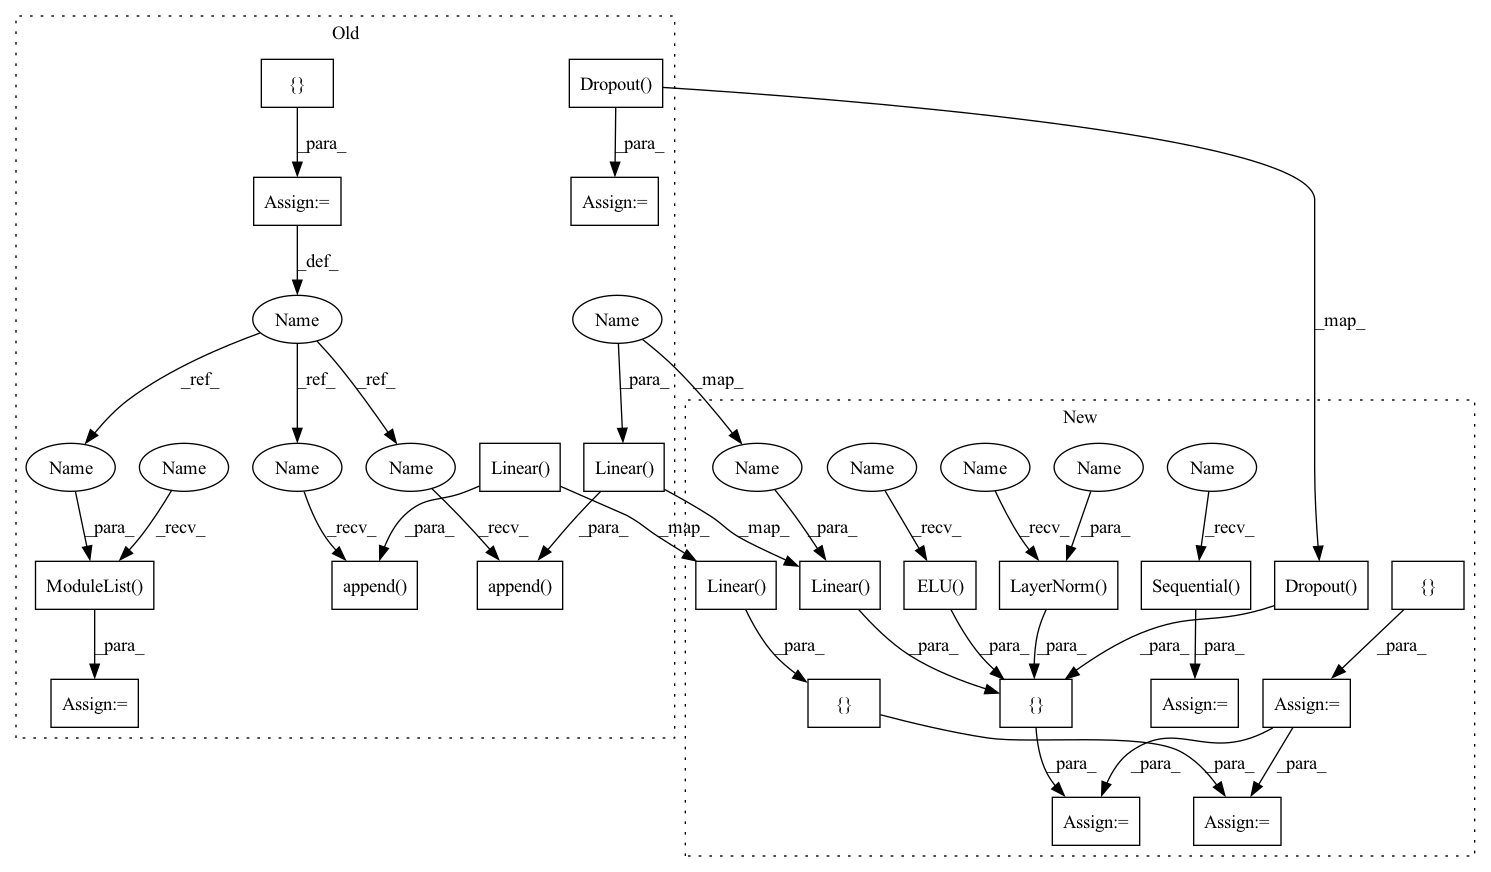 Old
{}
Dropout()
_para_
_para_
Assign:=
Assign:=
_def_
Name
Name
_map_
_ref_
_ref_
_ref_
_para_
_map_
New
Name
Name
Name
Name
Linear()
Linear()
Name
Name
Name
Name
Name
_para_
_recv_
_recv_
_para_
_recv_
_para_
_map_
_map_
_para_
_recv_
_recv_
_para_
_recv_
ModuleList()
append()
append()
Linear()
Linear()
ELU()
LayerNorm()
Sequential()
Dropout()
{}
_para_
_para_
_para_
_para_
_para_
_para_
_para_
_para_
Assign:=
{}
{}
Assign:=
Assign:=
_para_
_para_
_para_
_para_
Assign:=
Assign:=